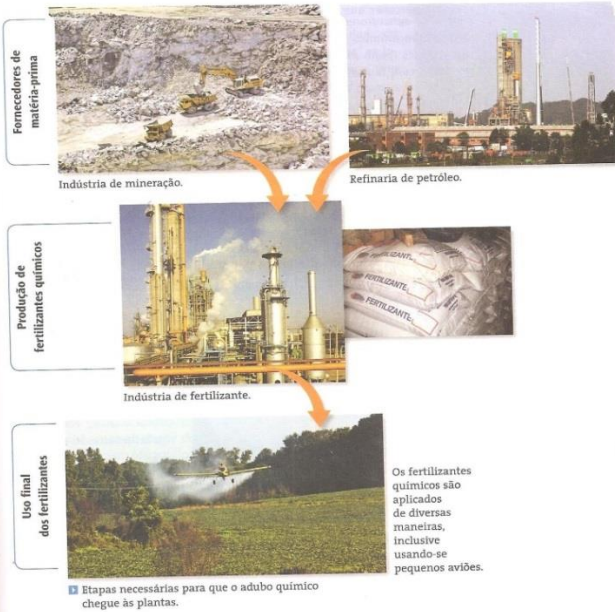 Fornecedores de
matéria-prima
Indústria de mineração.
Refinaria de petróleo.
Produção de
fertilizantes químicos
FERTILIZANTE
FERTILIZANTE
FERTILIZANTE
Indústria de fertilizante.
Uso final
dos fertilizantes
Os fertilizantes
químicos são
aplicados
de diversas
maneiras,
inclusive
usando-se
pequenos aviões.
Etapas necessárias para que o adubo químico
chegue às plantas.